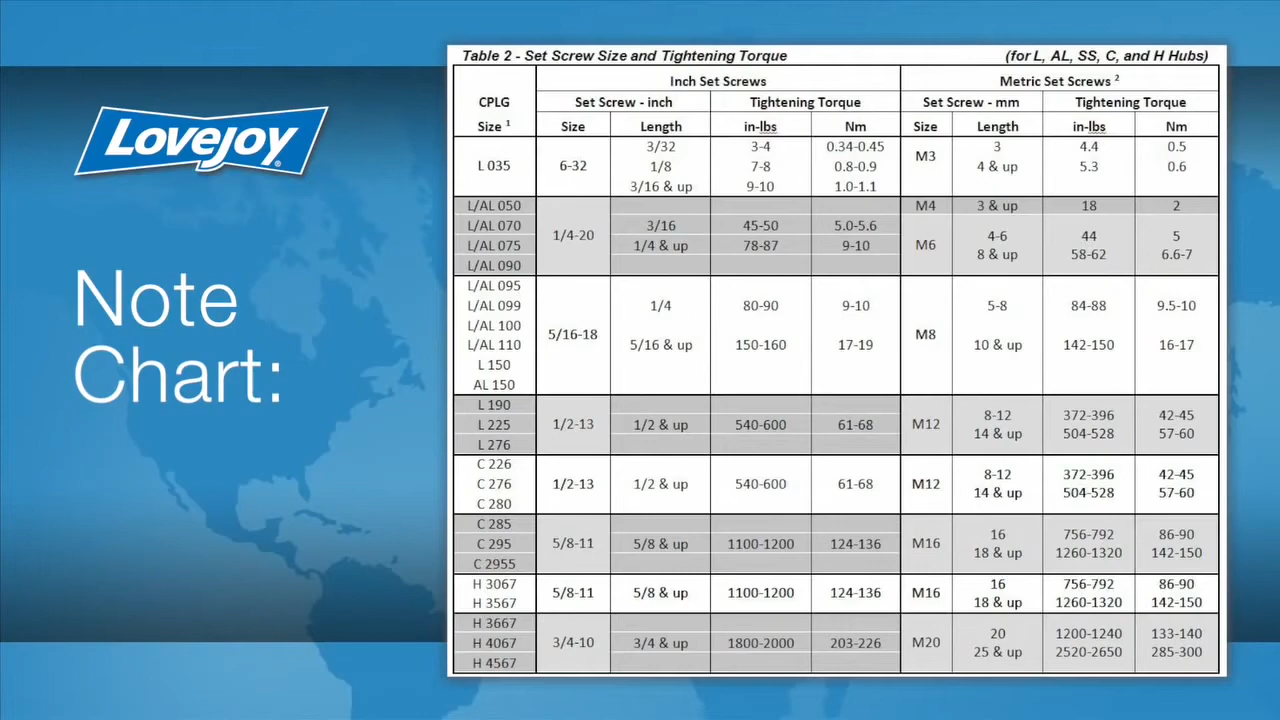 Lovejoy®
Note
Chart:
Table 2 - Set Screw Size and Tightening Torque (for L, AL, SS, C, and H Hubs)
CPLG Size ¹ Inch Set Screws Metric Set Screws ²
Set Screw - inch Tightening Torque Set Screw - mm Tightening Torque
Size Length in-lbs Nm Size Length in-lbs Nm
L 035 6-32 3/32 3-4 0.34-0.45 M3 3 4.4 0.5
1/8 7-8 0.8-0.9 4 & up 5.3 0.6
3/16 & up 9-10 1.0-1.1
L/AL 050 1/4-20 M4 3 & up 18 2
L/AL 070 3/16 45-50 5.0-5.6 M6 4-6 44 5
L/AL 075 1/4 & up 78-87 9-10 8 & up 58-62 6.6-7
L/AL 090
L/AL 095
L/AL 099 5/16-18 1/4 80-90 9-10 M8 5-8 84-88 9.5-10
L/AL 100
L/AL 110 5/16 & up 150-160 17-19 10 & up 142-150 16-17
L 150
AL 150
L 190 8-12 372-396 42-45
L 225 1/2-13 1/2 & up 540-600 61-68 M12 14 & up 504-528 57-60
L 276
C 226 8-12 372-396 42-45
C 276 1/2-13 1/2 & up 540-600 61-68 M12 14 & up 504-528 57-60
C 280
C 285 16 756-792 86-90
C 295 5/8-11 5/8 & up 1100-1200 124-136 M16 18 & up 1260-1320 142-150
C 2955
H 3067 5/8-11 5/8 & up 1100-1200 124-136 M16 16 756-792 86-90
H 3567 18 & up 1260-1320 142-150
H 3667 20 1200-1240 133-140
H 4067 3/4-10 3/4 & up 1800-2000 203-226 M20 25 & up 2520-2650 285-300
H 4567